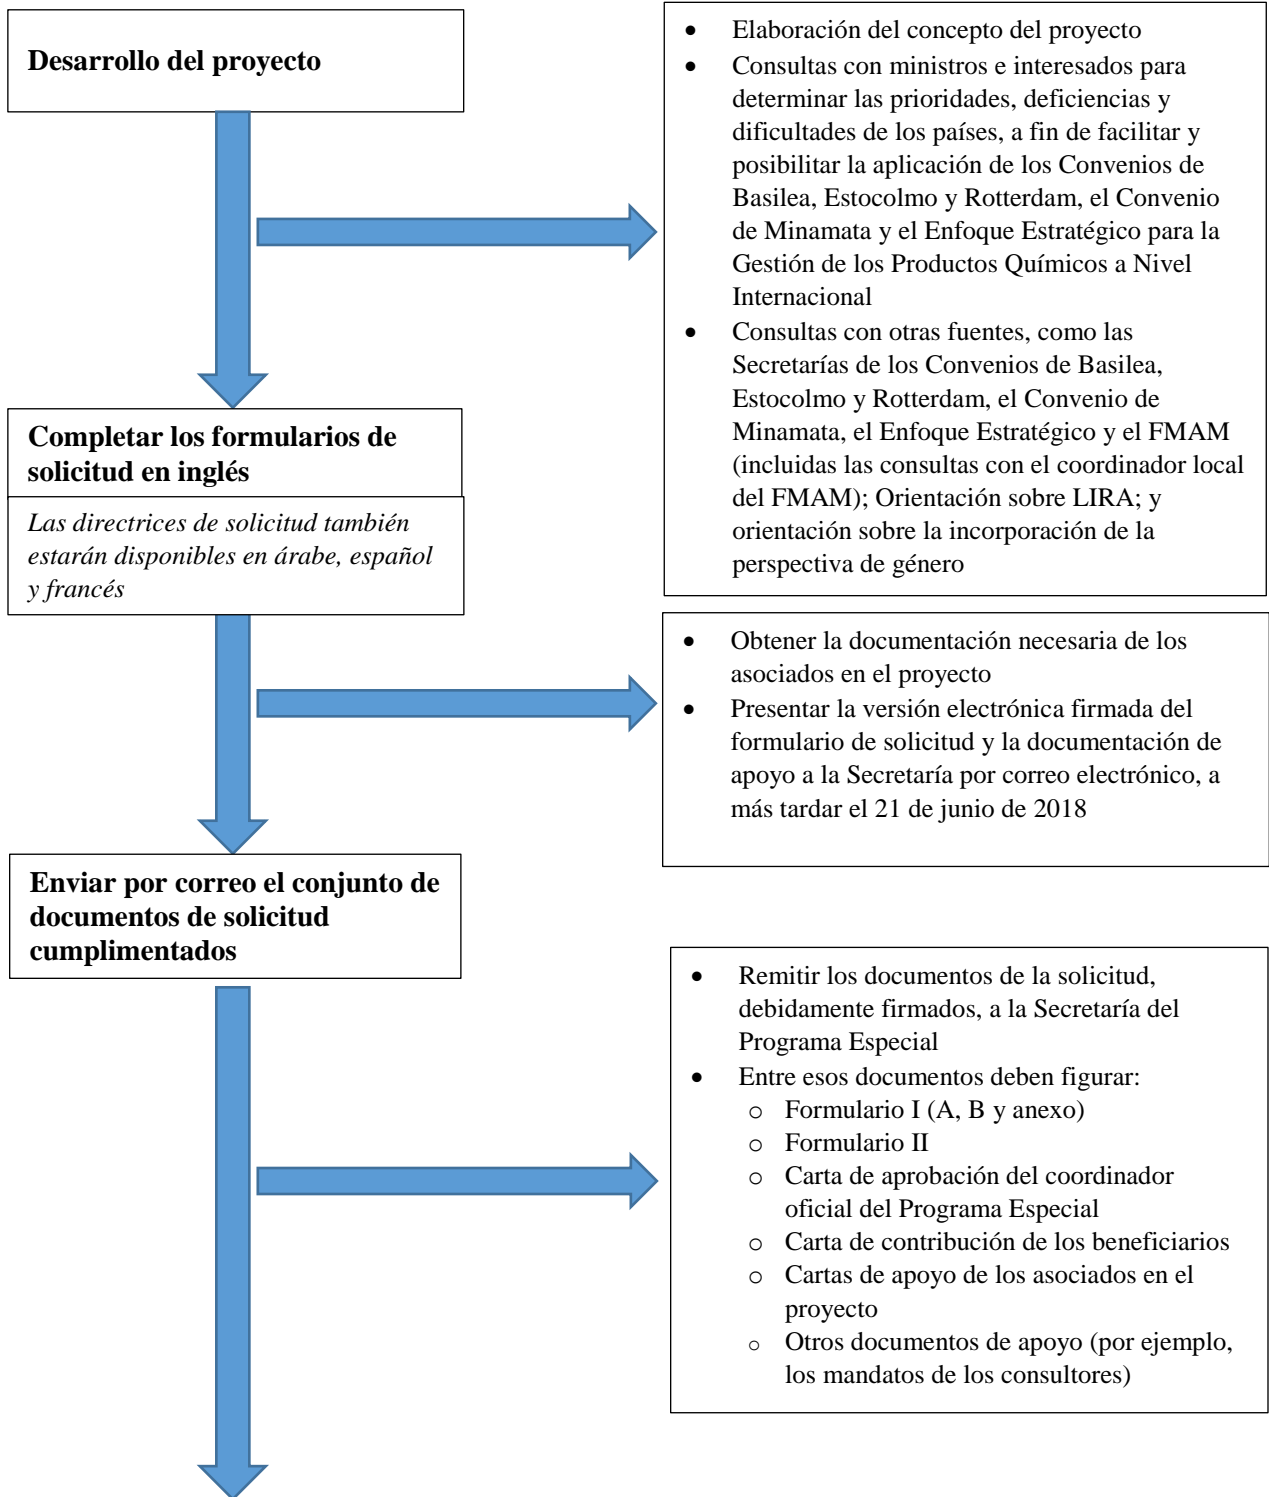 Desarrollo del proyecto
• Elaboración del concepto del proyecto
• Consultas con ministros e interesados para
determinar las prioridades, deficiencias y
dificultades de los países, a fin de facilitar y
posibilitar la aplicación de los Convenios de
Basilea, Estocolmo y Rotterdam, el Convenio
de Minamata y el Enfoque Estratégico para la
Gestión de los Productos Químicos a Nivel
Internacional
• Consultas con otras fuentes, como las
Secretarías de los Convenios de Basilea,
Estocolmo y Rotterdam, el Convenio de
Minamata, el Enfoque Estratégico y el FMAM
(incluidas las consultas con el coordinador local
del FMAM); Orientación sobre LIRA; y
orientación sobre la incorporación de la
perspectiva de género
Completar los formularios de
solicitud en inglés
Las directrices de solicitud también
estarán disponibles en árabe, español
y francés
• Obtener la documentación necesaria de los
asociados en el proyecto
• Presentar la versión electrónica firmada del
formulario de solicitud y la documentación de
apoyo a la Secretaría por correo electrónico, a
más tardar el 21 de junio de 2018
Enviar por correo el conjunto de
documentos de solicitud
cumplimentados
• Remitir los documentos de la solicitud,
debidamente firmados, a la Secretaría del
Programa Especial
• Entre esos documentos deben figurar:
o Formulario I (A, B y anexo)
o Formulario II
o Carta de aprobación del coordinador
oficial del Programa Especial
o Carta de contribución de los beneficiarios
o Cartas de apoyo de los asociados en el
proyecto
o Otros documentos de apoyo (por ejemplo,
los mandatos de los consultores)